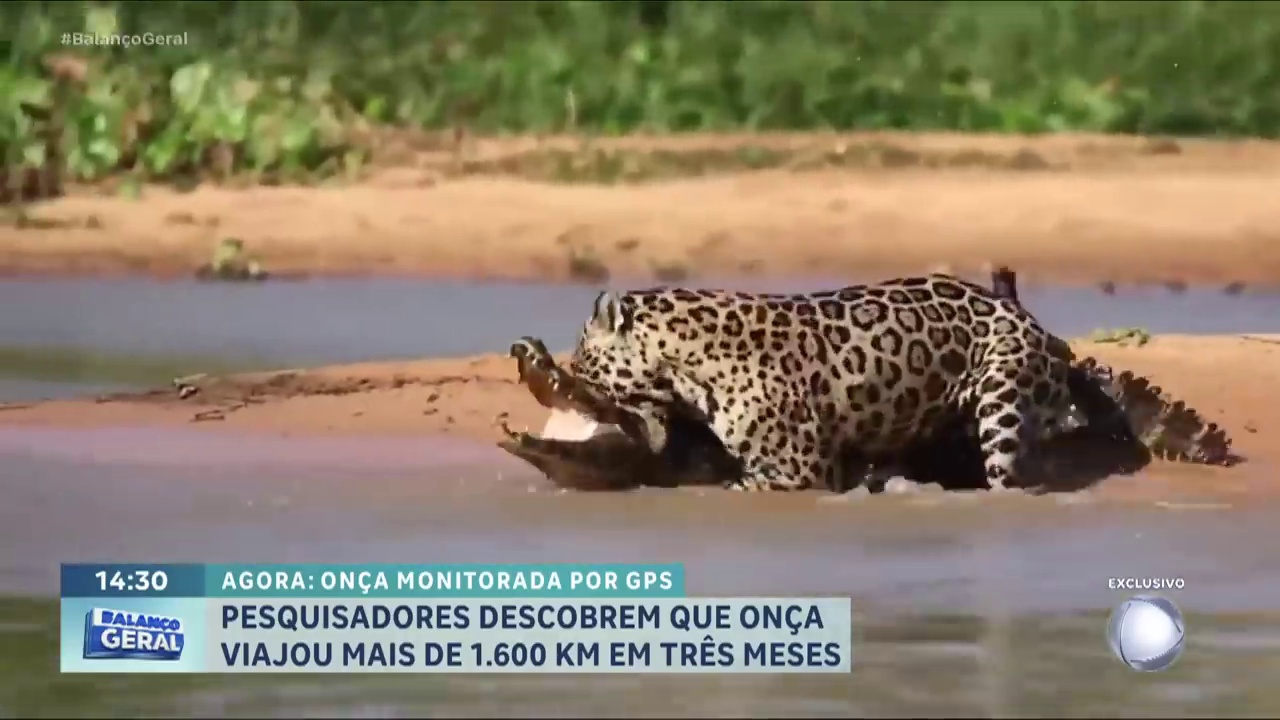 #BalançoGeral
14:30
AGORA: ONÇA MONITORADA POR GPS
BALANÇO
GERAL
PESQUISADORES DESCOBREM QUE ONÇA
VIAJOU MAIS DE 1.600 KM EM TRÊS MESES
EXCLUSIVO